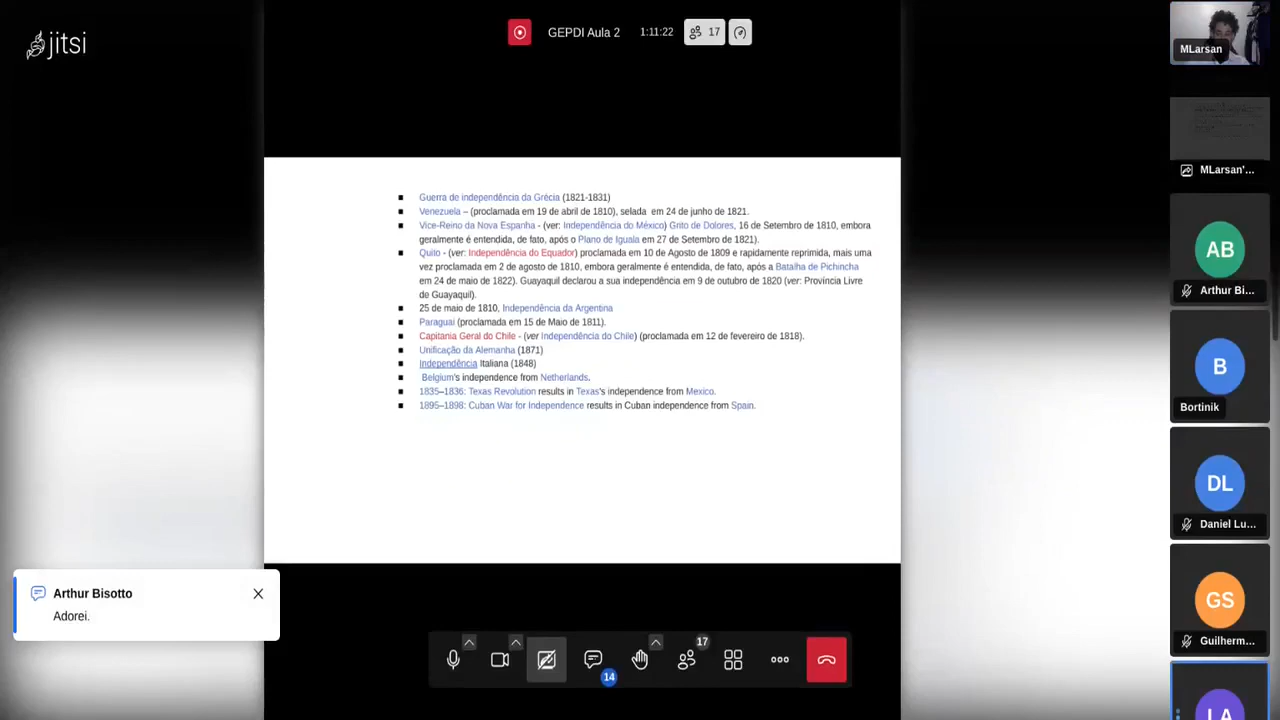 jitsi
GEPDI Aula 2
1:11:22
17
MLarsan
MLarsan'...
■ Guerra de independência da Grécia (1821-1831)
■ Venezuela – (proclamada em 19 de abril de 1810), selada em 24 de junho de 1821.
■ Vice-Reino da Nova Espanha - (ver: Independência do México) Grito de Dolores, 16 de Setembro de 1810, embora
geralmente é entendida, de fato, após o Plano de Iguala em 27 de Setembro de 1821).
■ Quito - (ver: Independência do Equador) proclamada em 10 de Agosto de 1809 e rapidamente reprimida, mais uma
vez proclamada em 2 de agosto de 1810, embora geralmente é entendida, de fato, após a Batalha de Pichincha
em 24 de maio de 1822). Guayaquil declarou a sua independência em 9 de outubro de 1820 (ver: Província Livre
de Guayaquil).
■ 25 de maio de 1810, Independência da Argentina
■ Paraguai (proclamada em 15 de Maio de 1811).
■ Capitania Geral do Chile - (ver Independência do Chile) (proclamada em 12 de fevereiro de 1818).
■ Unificação da Alemanha (1871)
■ Independência Italiana (1848)
■ Belgium's independence from Netherlands.
■ 1835–1836: Texas Revolution results in Texas's independence from Mexico.
■ 1895–1898: Cuban War for Independence results in Cuban independence from Spain.
AB
Arthur Bi...
B
Bortinik
DL
Daniel Lu...
GS
Guilherm...
LA
Arthur Bisotto
Adorei.
17
14